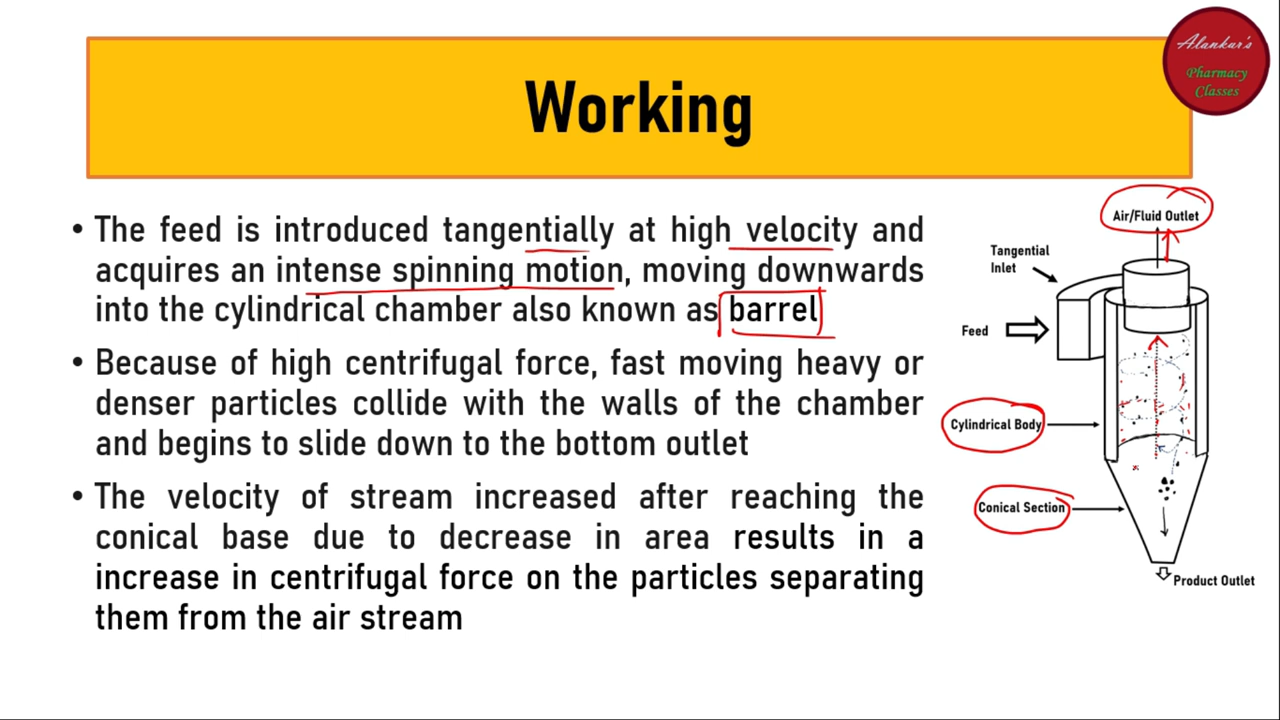 Alankar's
Pharmacy
Classes
Working
• The feed is introduced tangentially at high velocity and
acquires an intense spinning motion, moving downwards
into the cylindrical chamber also known as barrel
• Because of high centrifugal force, fast moving heavy or
denser particles collide with the walls of the chamber
and begins to slide down to the bottom outlet
• The velocity of stream increased after reaching the
conical base due to decrease in area results in a
increase in centrifugal force on the particles separating
them from the air stream
Air/Fluid Outlet
Tangential
Inlet
Feed
Cylindrical Body
Conical Section
Product Outlet